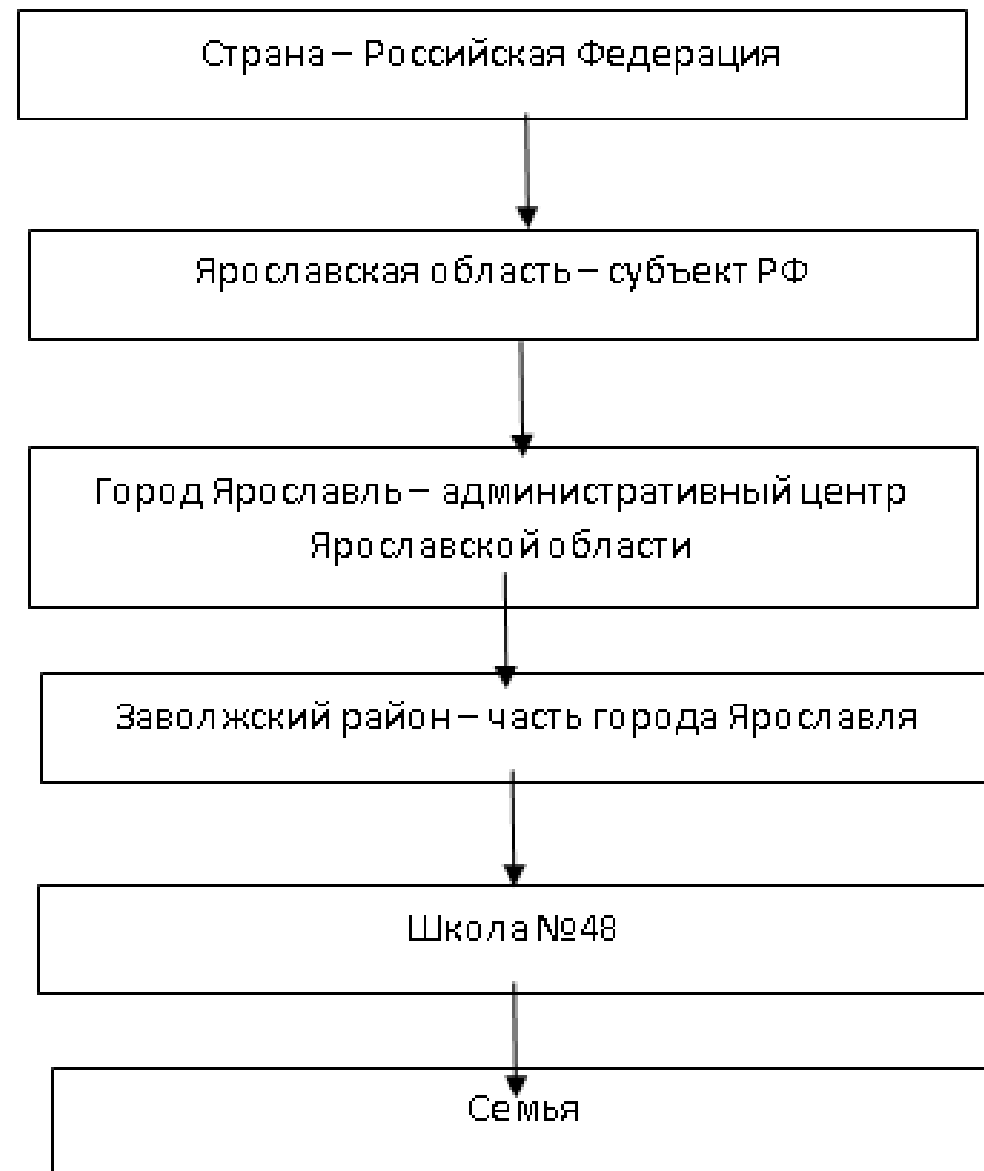 Страна – Российская Федерация
Ярославская область – субъект РФ
Город Ярославль – административный центр
Ярославской области
Заволжский район – часть города Ярославля
Школа №48
Семья